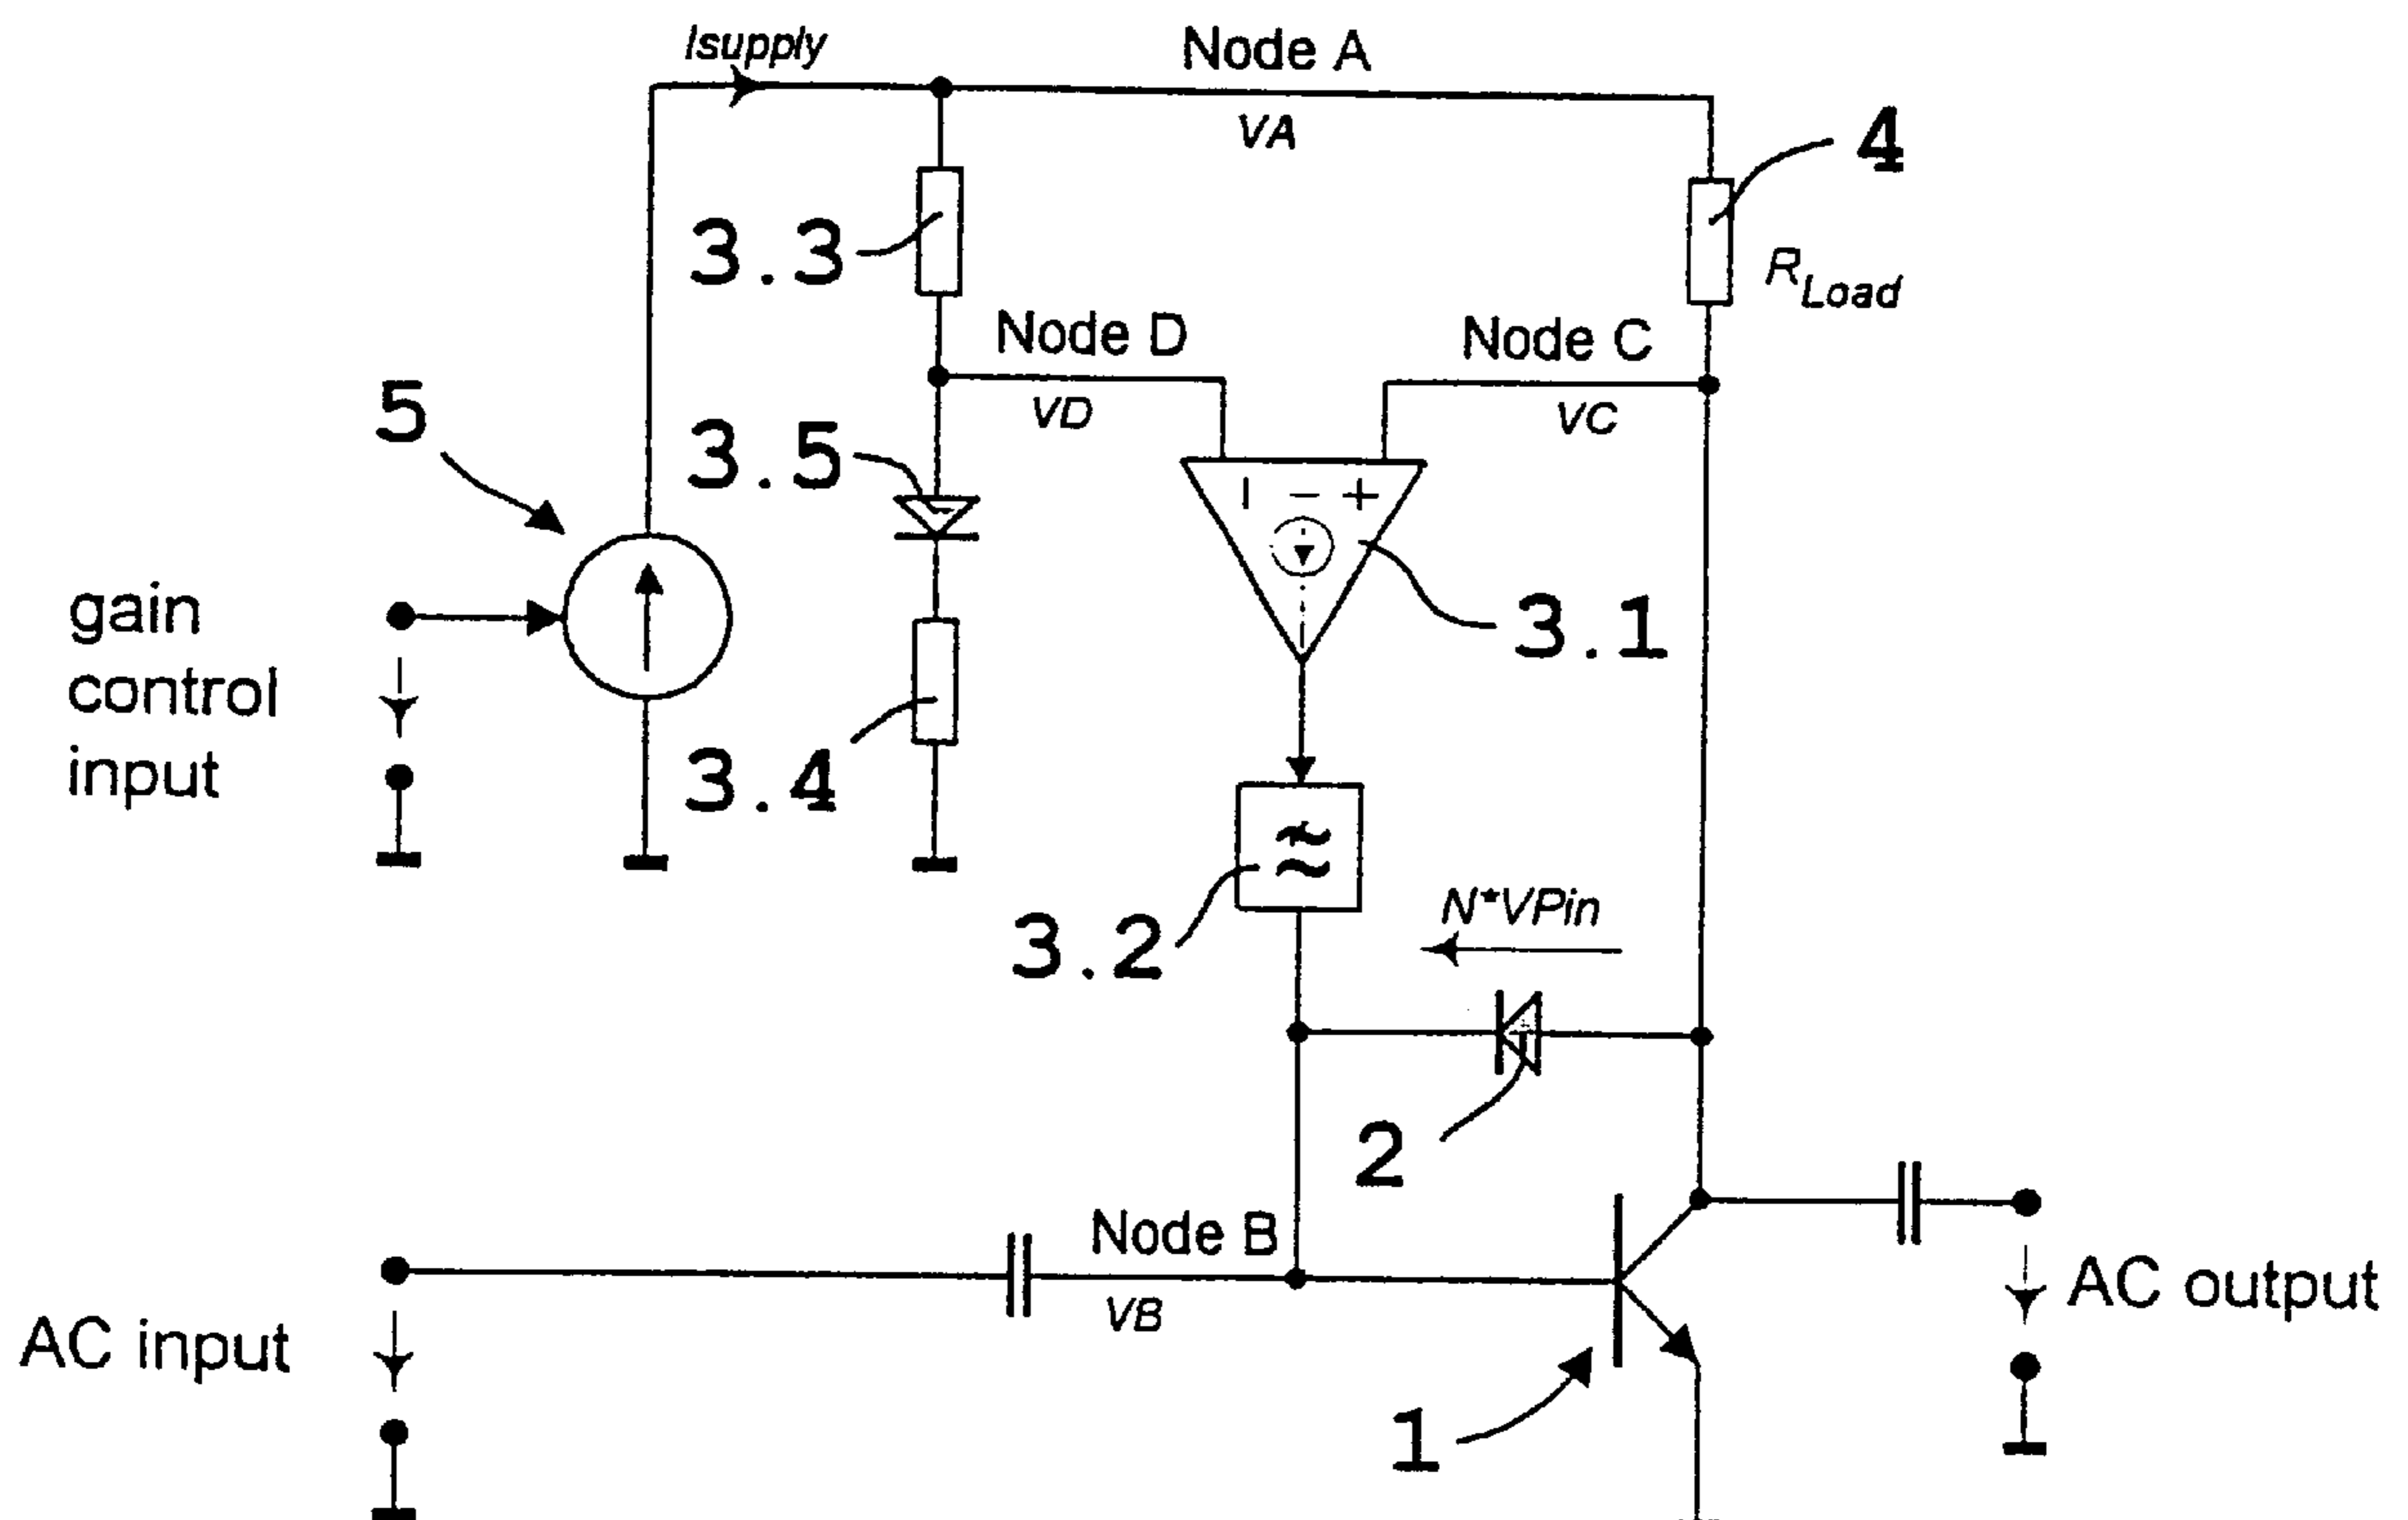 Isupply
Node A
VA
4
3.3
RLoad
Node D
Node C
VD
VC
5
3.5
- +
gain
control
input
3.1
3.4
N*VPin
3.2
2
Node B
VB
AC input
AC output
1